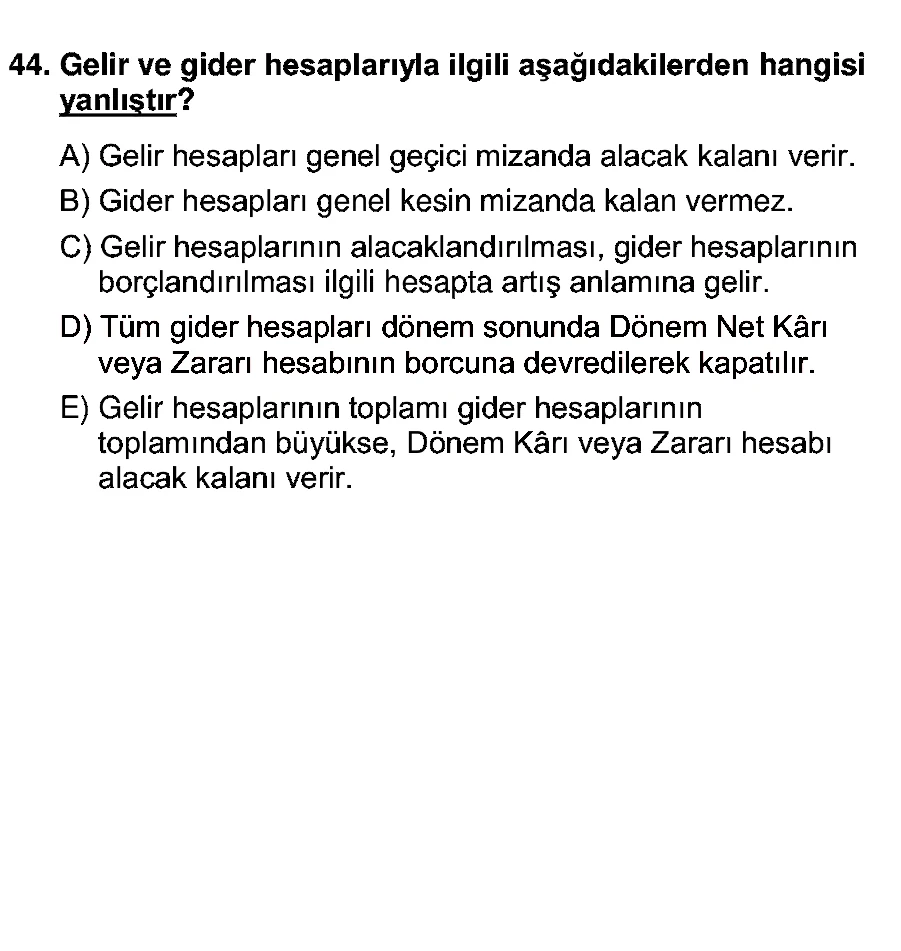 44. Gelir ve gider hesaplarıyla ilgili aşağıdakilerden hangisi
yanlıştır?
A) Gelir hesapları genel geçici mizanda alacak kalanı verir.
B) Gider hesapları genel kesin mizanda kalan vermez.
C) Gelir hesaplarının alacaklandırılması, gider hesaplarının
borçlandırılması ilgili hesapta artış anlamına gelir.
D) Tüm gider hesapları dönem sonunda Dönem Net Kârı
veya Zararı hesabının borcuna devredilerek kapatılır.
E) Gelir hesaplarının toplamı gider hesaplarının
toplamından büyükse, Dönem Kârı veya Zararı hesabı
alacak kalanı verir.